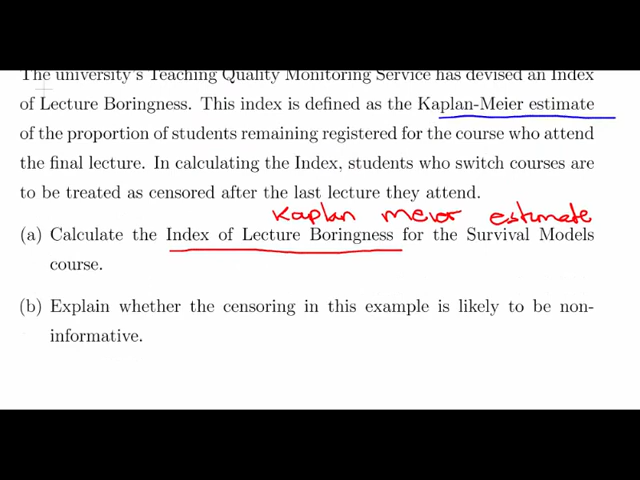 The university's Teaching Quality Monitoring Service has devised an Index
of Lecture Boringness. This index is defined as the Kaplan-Meier estimate
of the proportion of students remaining registered for the course who attend
the final lecture. In calculating the Index, students who switch courses are
to be treated as censored after the last lecture they attend.
Kaplan meier estimate
(a) Calculate the Index of Lecture Boringness for the Survival Models
course.
(b) Explain whether the censoring in this example is likely to be non-
informative.